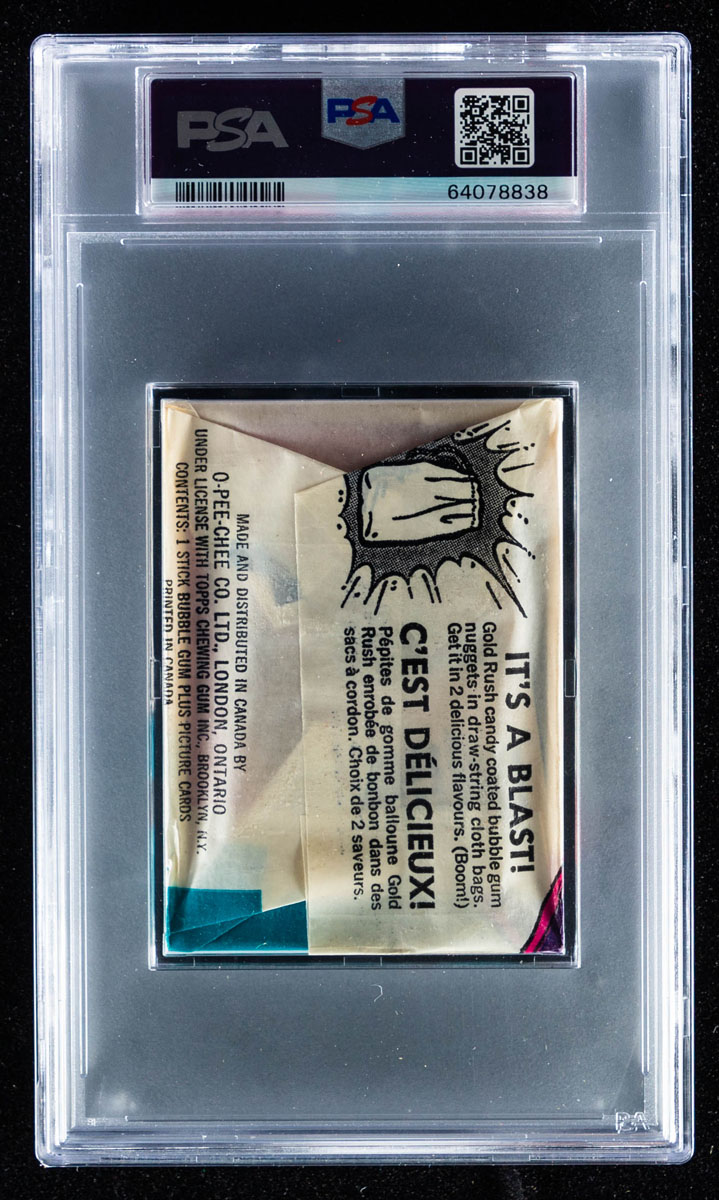 PSA
PSA
64078838
IT'S A BLAST!
Gold Rush candy coated bubble gum
nuggets in draw-string cloth bags.
Get it in 2 delicious flavours. (Boom!)
C'EST DÉLICIEUX!
Pépites de gomme balloune Gold
Rush enrobée de bonbon dans des
sacs à cordon. Choix de 2 saveurs.
MADE AND DISTRIBUTED IN CANADA BY
O-PEE-CHEE CO. LTD., LONDON, ONTARIO
UNDER LICENSE WITH TOPPS CHEWING GUM INC., BROOKLYN, N.Y.
CONTENTS: 1 STICK BUBBLE GUM PLUS PICTURE CARDS
PRINTED IN CANADA
PSA